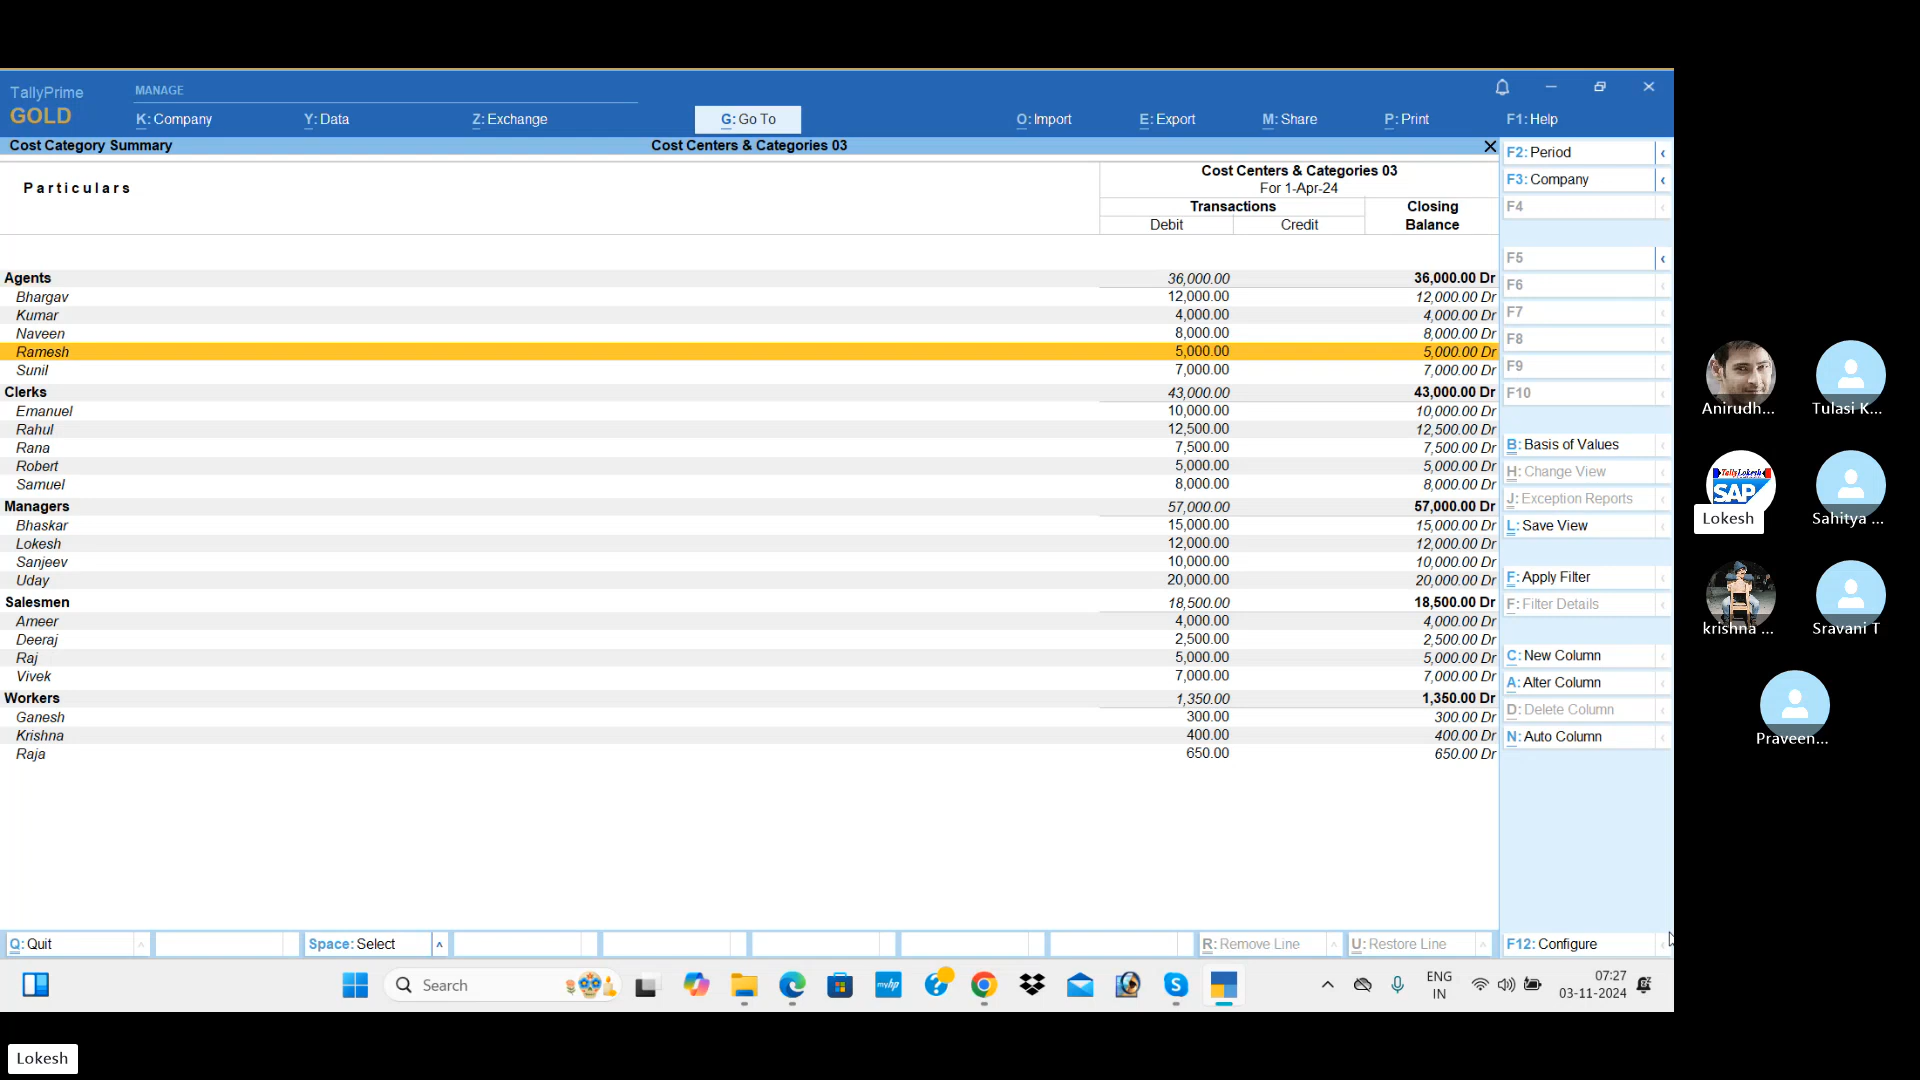 TallyPrime
GOLD
MANAGE
K: Company
Y: Data
Z: Exchange
G: Go To
O: Import
E: Export
M: Share
P: Print
F1: Help
Cost Category Summary
Cost Centers & Categories 03
Particulars
Cost Centers & Categories 03
For 1-Apr-24
Transactions
Closing
Debit
Credit
Balance
Agents 36,000.00 36,000.00 Dr
Bhargav 12,000.00 12,000.00 Dr
Kumar 4,000.00 4,000.00 Dr
Naveen 8,000.00 8,000.00 Dr
Ramesh 5,000.00 5,000.00 Dr
Sunil 7,000.00 7,000.00 Dr
Clerks 43,000.00 43,000.00 Dr
Emanuel 10,000.00 10,000.00 Dr
Rahul 12,500.00 12,500.00 Dr
Rana 7,500.00 7,500.00 Dr
Robert 5,000.00 5,000.00 Dr
Samuel 8,000.00 8,000.00 Dr
Managers 57,000.00 57,000.00 Dr
Bhaskar 15,000.00 15,000.00 Dr
Lokesh 12,000.00 12,000.00 Dr
Sanjeev 10,000.00 10,000.00 Dr
Uday 20,000.00 20,000.00 Dr
Salesmen 18,500.00 18,500.00 Dr
Ameer 4,000.00 4,000.00 Dr
Deeraj 2,500.00 2,500.00 Dr
Raj 5,000.00 5,000.00 Dr
Vivek 7,000.00 7,000.00 Dr
Workers 1,350.00 1,350.00 Dr
Ganesh 300.00 300.00 Dr
Krishna 400.00 400.00 Dr
Raja 650.00 650.00 Dr
F2: Period
F3: Company
F4
F5
F6
F7
F8
F9
F10
B: Basis of Values
H: Change View
J: Exception Reports
L: Save View
F: Apply Filter
F: Filter Details
C: New Column
A: Alter Column
D: Delete Column
N: Auto Column
F12: Configure
Q: Quit
Space: Select
R: Remove Line
U: Restore Line
Search
myhp
ENG
IN
07:27
03-11-2024
Anirudh...
Tulasi K...
TallyLokesh
SAP
Lokesh
Sahitya ...
krishna ...
Sravani T
Praveen...
Lokesh